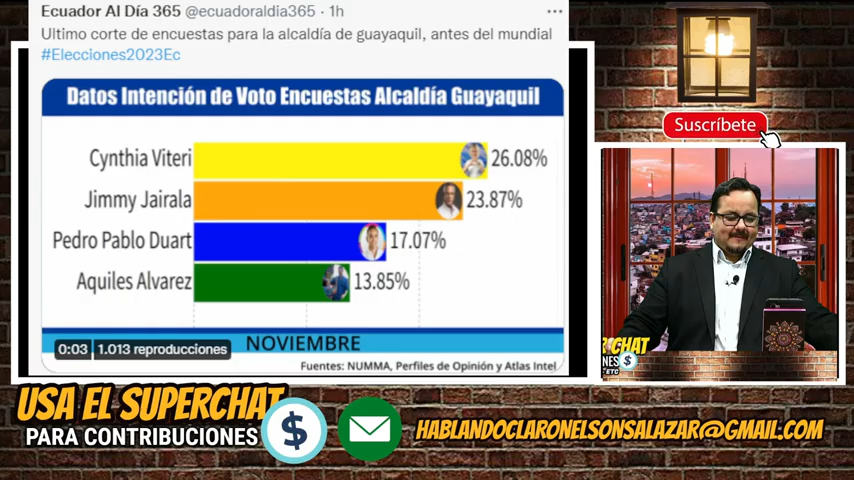 Ecuador Al Día 365 @ecuadoraldia365 · 1h
Ultimo corte de encuestas para la alcaldía de guayaquil, antes del mundial
#Elecciones2023Ec
Datos Intención de Voto Encuestas Alcaldía Guayaquil
Cynthia Viteri 26.08%
Jimmy Jairala 23.87%
Pedro Pablo Duart 17.07%
Aquiles Alvarez 13.85%
0:03 1.013 reproducciones NOVIEMBRE
Fuentes: NUMMA, Perfiles de Opinión y Atlas Intel
Suscríbete
CHAT
ETC
USA EL SUPERCHAT
PARA CONTRIBUCIONES $
HABLANDOCLARONELSONSALAZAR@GMAIL.COM